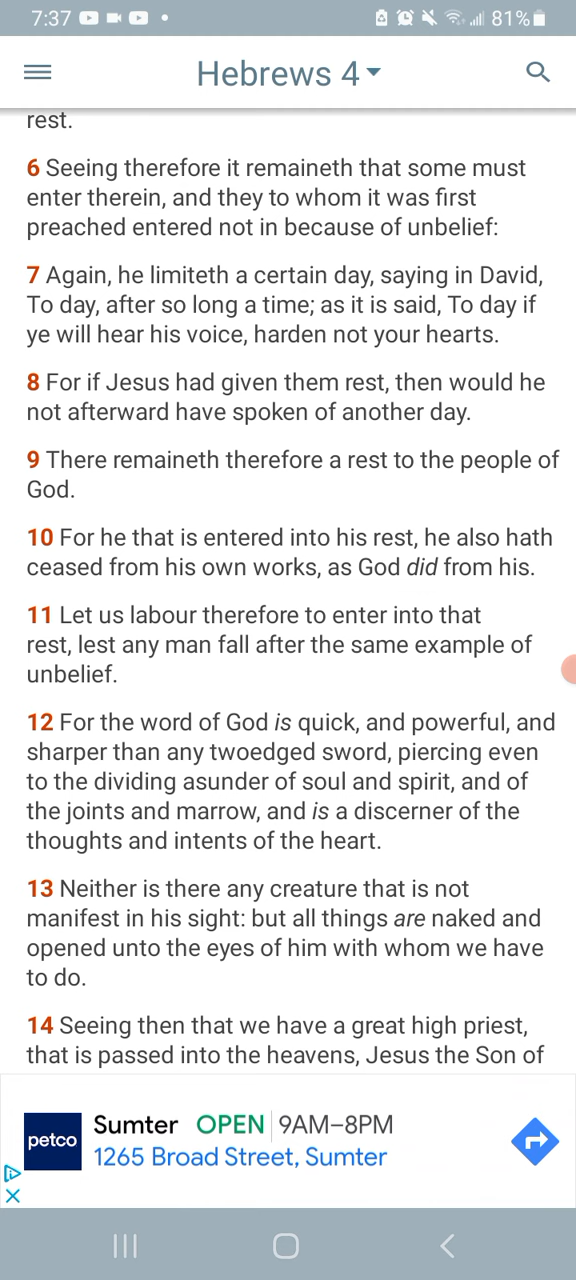 7:37 81%
Hebrews 4
rest.
6 Seeing therefore it remaineth that some must
enter therein, and they to whom it was first
preached entered not in because of unbelief:
7 Again, he limiteth a certain day, saying in David,
To day, after so long a time; as it is said, To day if
ye will hear his voice, harden not your hearts.
8 For if Jesus had given them rest, then would he
not afterward have spoken of another day.
9 There remaineth therefore a rest to the people of
God.
10 For he that is entered into his rest, he also hath
ceased from his own works, as God did from his.
11 Let us labour therefore to enter into that
rest, lest any man fall after the same example of
unbelief.
12 For the word of God is quick, and powerful, and
sharper than any twoedged sword, piercing even
to the dividing asunder of soul and spirit, and of
the joints and marrow, and is a discerner of the
thoughts and intents of the heart.
13 Neither is there any creature that is not
manifest in his sight: but all things are naked and
opened unto the eyes of him with whom we have
to do.
14 Seeing then that we have a great high priest,
that is passed into the heavens, Jesus the Son of
petco
Sumter OPEN 9AM–8PM
1265 Broad Street, Sumter